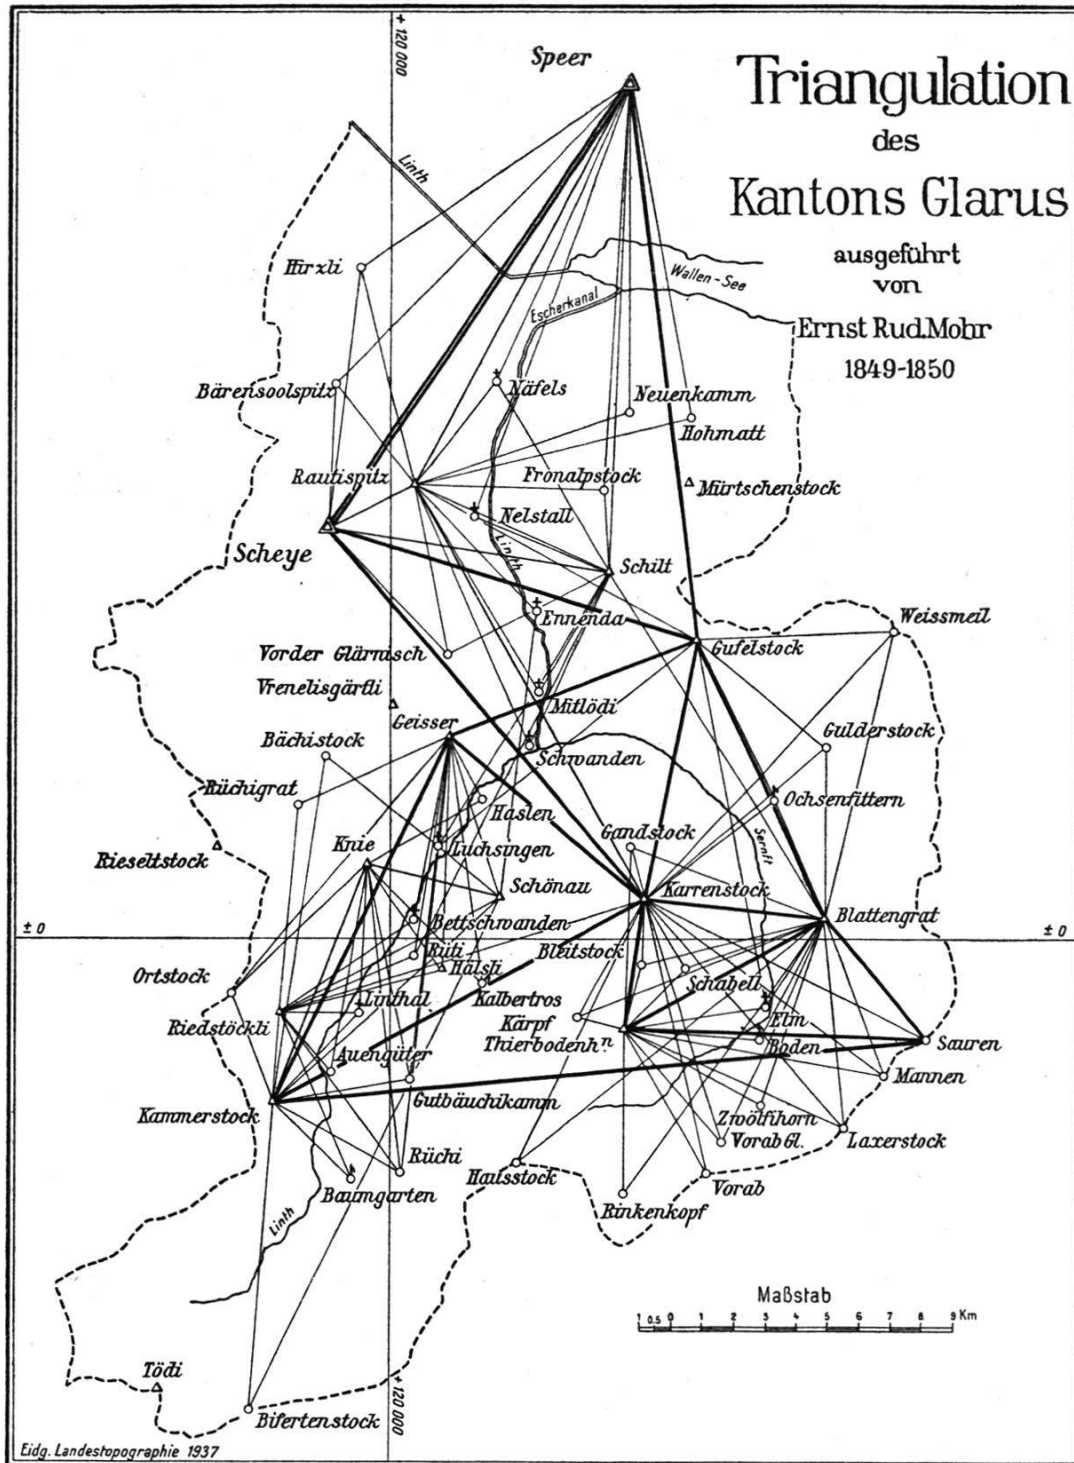 Triangulation
des
Kantons Glarus
ausgeführt
von
Ernst Rud. Mohr
1849-1850
+ 120 000
Speer
Linth
Hirzli
Wallen-See
Escherkanal
Bärensoolspitz
Näfels
Neuenkamm
Hohmatt
Rautispitz
Fronalpstock
Mürtschenstock
Netstall
Linth
Scheye
Schilt
Ennenda
Weissmeil
Vorder Glärnisch
Gufelstock
Vrenelisgärtli
Mitlödi
Geisser
Bächistock
Schwanden
Gulderstock
Rüchigrat
Haslen
Ochsenfittern
Knie
Luchsingen
Gandstock
Sernft
Rieseltstock
Schönau
Karrenstock
Blattengrat
Bettschwanden
± 0
± 0
Rüti
Bleitstock
Hälsli
Ortstock
Linthal
Kalbertros
Schabell
Riedstöckli
Kärpf
Elm
Thierbodenh.n
Boden
Sauren
Auengüter
Mannen
Kammerstock
Gutbäuchikamm
Zwölfihorn
Vorab Gl.
Laxerstock
Rüchi
Hausstock
Vorab
Baumgarten
Rinkenkopf
Linth
Maßstab
1 0.5 0 1 2 3 4 5 6 7 8 9 Km
Tödi
+ 120 000
Bifertenstock
Eidg. Landestopographie 1937